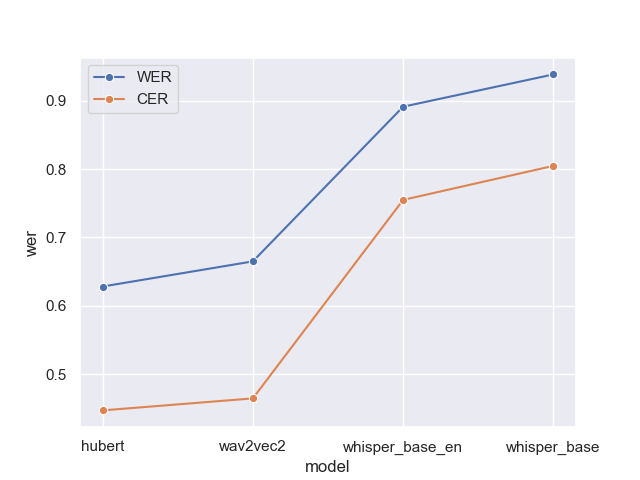 WER
CER
0.9
0.8
0.7
0.6
0.5
wer
hubert wav2vec2 whisper_base_en whisper_base
model